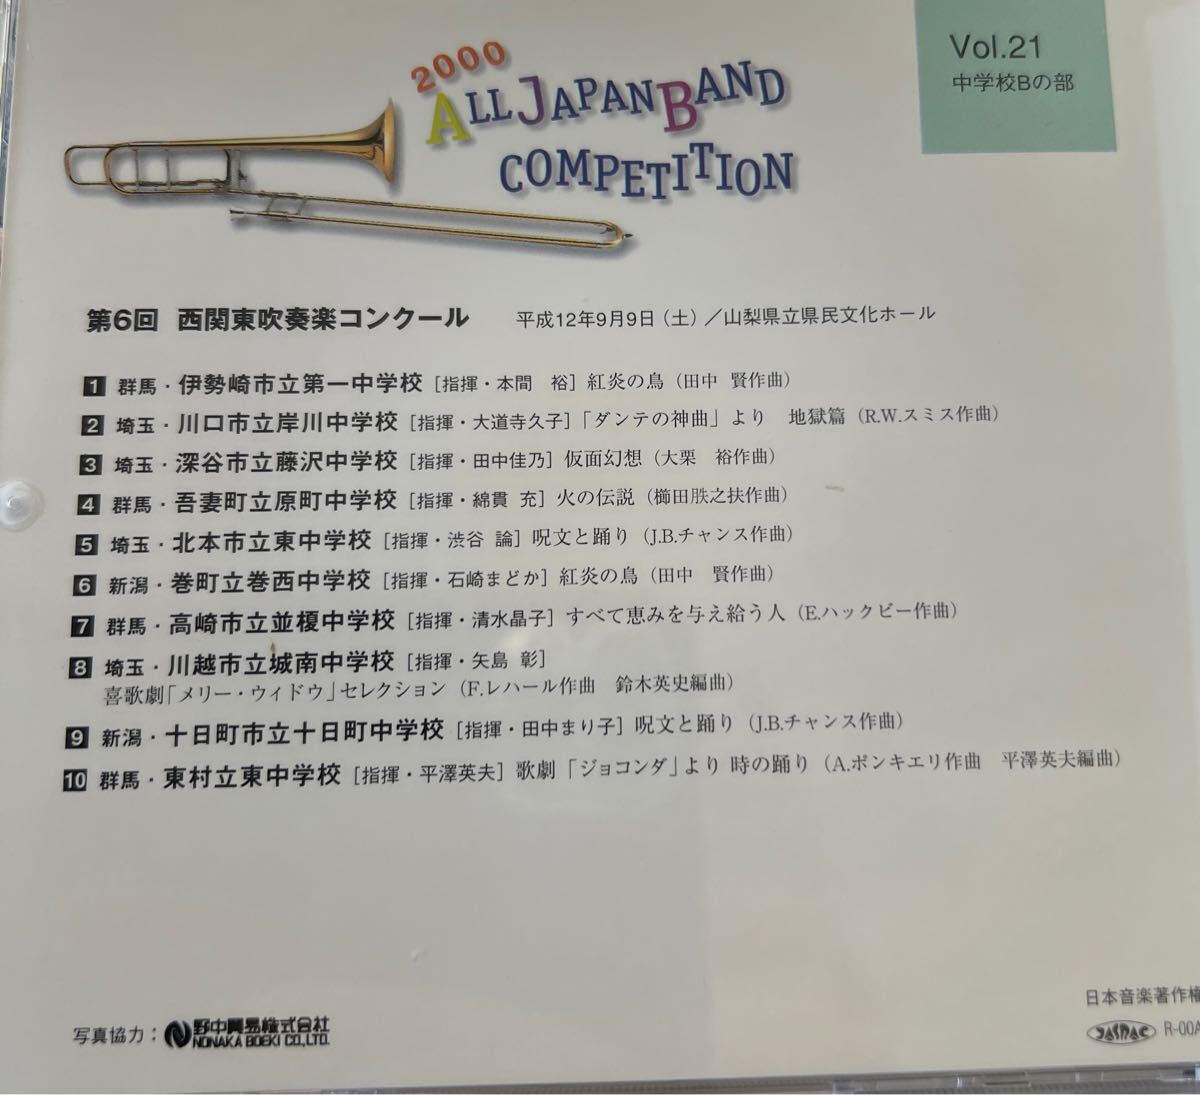 Vol.21
中学校Bの部
2000
ALL JAPAN BAND
COMPETITION
第6回 西関東吹奏楽コンクール 平成12年9月9日(土)/山梨県立県民文化ホール
1 群馬・伊勢崎市立第一中学校[指揮・本間 裕]紅炎の鳥(田中 賢作曲)
2 埼玉・川口市立岸川中学校[指揮・大道寺久子]「ダンテの神曲」より 地獄篇(R.W.スミス作曲)
3 埼玉・深谷市立藤沢中学校[指揮・田中佳乃]仮面幻想(大栗 裕作曲)
4 群馬・吾妻町立原町中学校[指揮・綿貫 充]火の伝説(櫛田胅之扶作曲)
5 埼玉・北本市立東中学校[指揮・渋谷 論]呪文と踊り(J.B.チャンス作曲)
6 新潟・巻町立巻西中学校[指揮・石崎まどか]紅炎の鳥(田中 賢作曲)
7 群馬・高崎市立並榎中学校[指揮・清水晶子]すべて恵みを与え給う人(E.ハックビー作曲)
8 埼玉・川越市立城南中学校[指揮・矢島 彰]
喜歌劇「メリー・ウィドウ」セレクション(F.レハール作曲 鈴木英史編曲)
9 新潟・十日町市立十日町中学校[指揮・田中まり子]呪文と踊り(J.B.チャンス作曲)
10 群馬・東村立東中学校[指揮・平澤英夫]歌劇「ジョコンダ」より 時の踊り(A.ポンキエリ作曲 平澤英夫編曲)
日本音楽著作権
JASRAC R-00A
写真協力: 野中貿易株式会社
NONAKA BOEKI CO.,LTD.